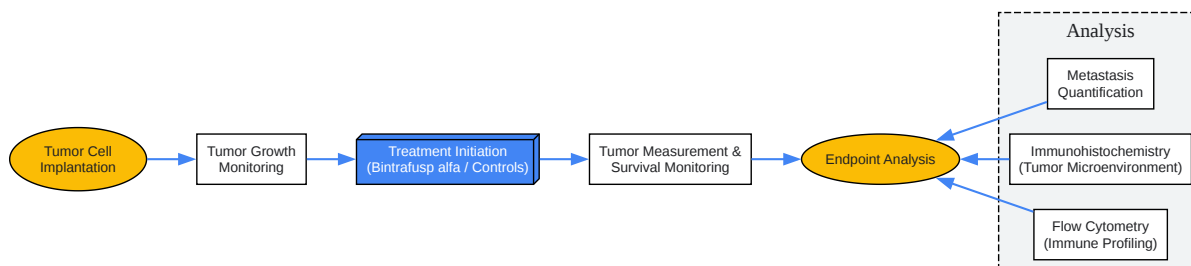 Tumor Cell
Implantation
Tumor Growth
Monitoring
Treatment Initiation
(Bintrafusp alfa / Controls)
Tumor Measurement &
Survival Monitoring
Endpoint Analysis
Analysis
Metastasis
Quantification
Immunohistochemistry
(Tumor Microenvironment)
Flow Cytometry
(Immune Profiling)